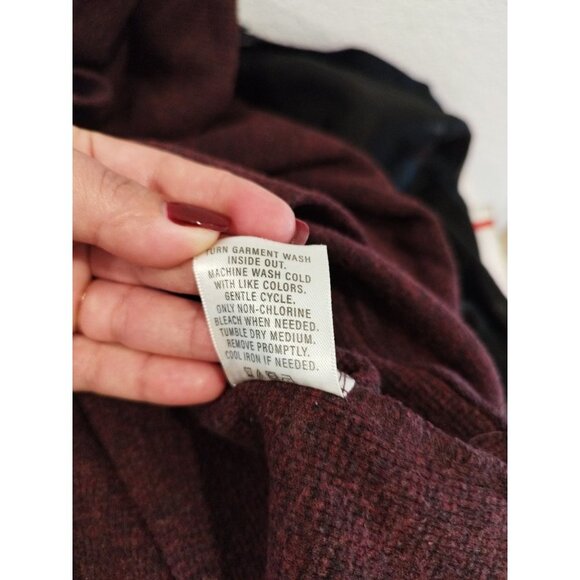 TURN GARMENT WASH
INSIDE OUT.
MACHINE WASH COLD
WITH LIKE COLORS.
GENTLE CYCLE.
ONLY NON-CHLORINE
BLEACH WHEN NEEDED.
TUMBLE DRY MEDIUM.
REMOVE PROMPTLY.
COOL IRON IF NEEDED.